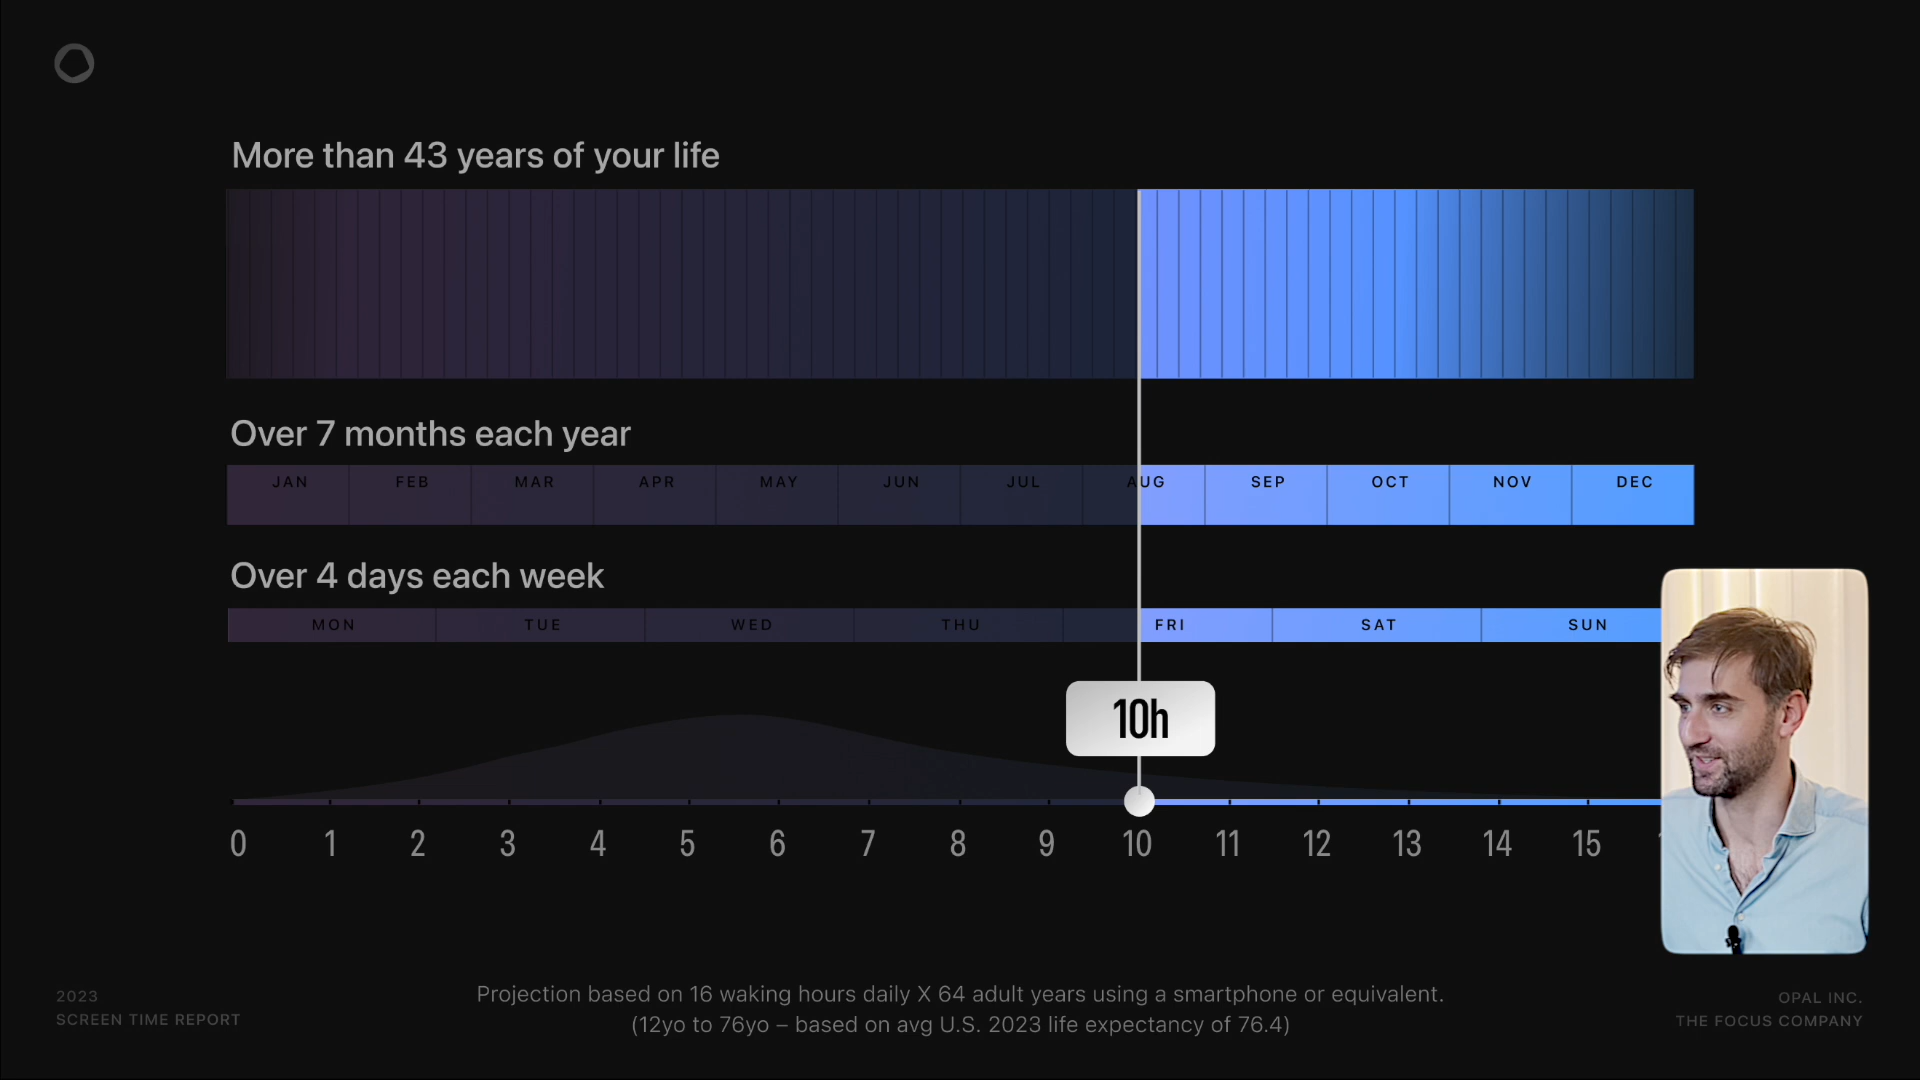 More than 43 years of your life
Over 7 months each year
JAN FEB MAR APR MAY JUN JUL AUG SEP OCT NOV DEC
Over 4 days each week
MON TUE WED THU FRI SAT SUN
10h
0 1 2 3 4 5 6 7 8 9 10 11 12 13 14 15
Projection based on 16 waking hours daily X 64 adult years using a smartphone or equivalent.
(12yo to 76yo – based on avg U.S. 2023 life expectancy of 76.4)
2023
SCREEN TIME REPORT
OPAL INC.
THE FOCUS COMPANY